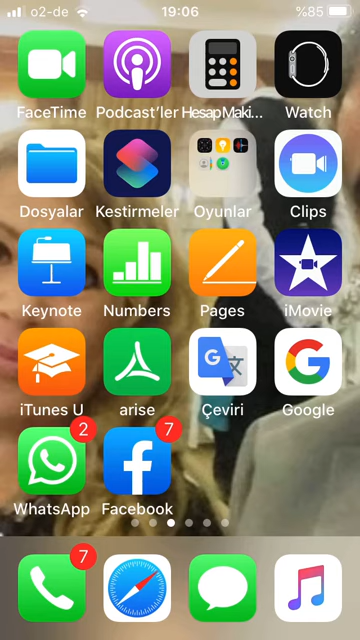 o2-de 19:06 %85
FaceTime Podcast'ler HesapMaki... Watch
Dosyalar Kestirmeler Oyunlar Clips
Keynote Numbers Pages iMovie
G 文
G
iTunes U arise Çeviri Google
2 7
WhatsApp Facebook
7